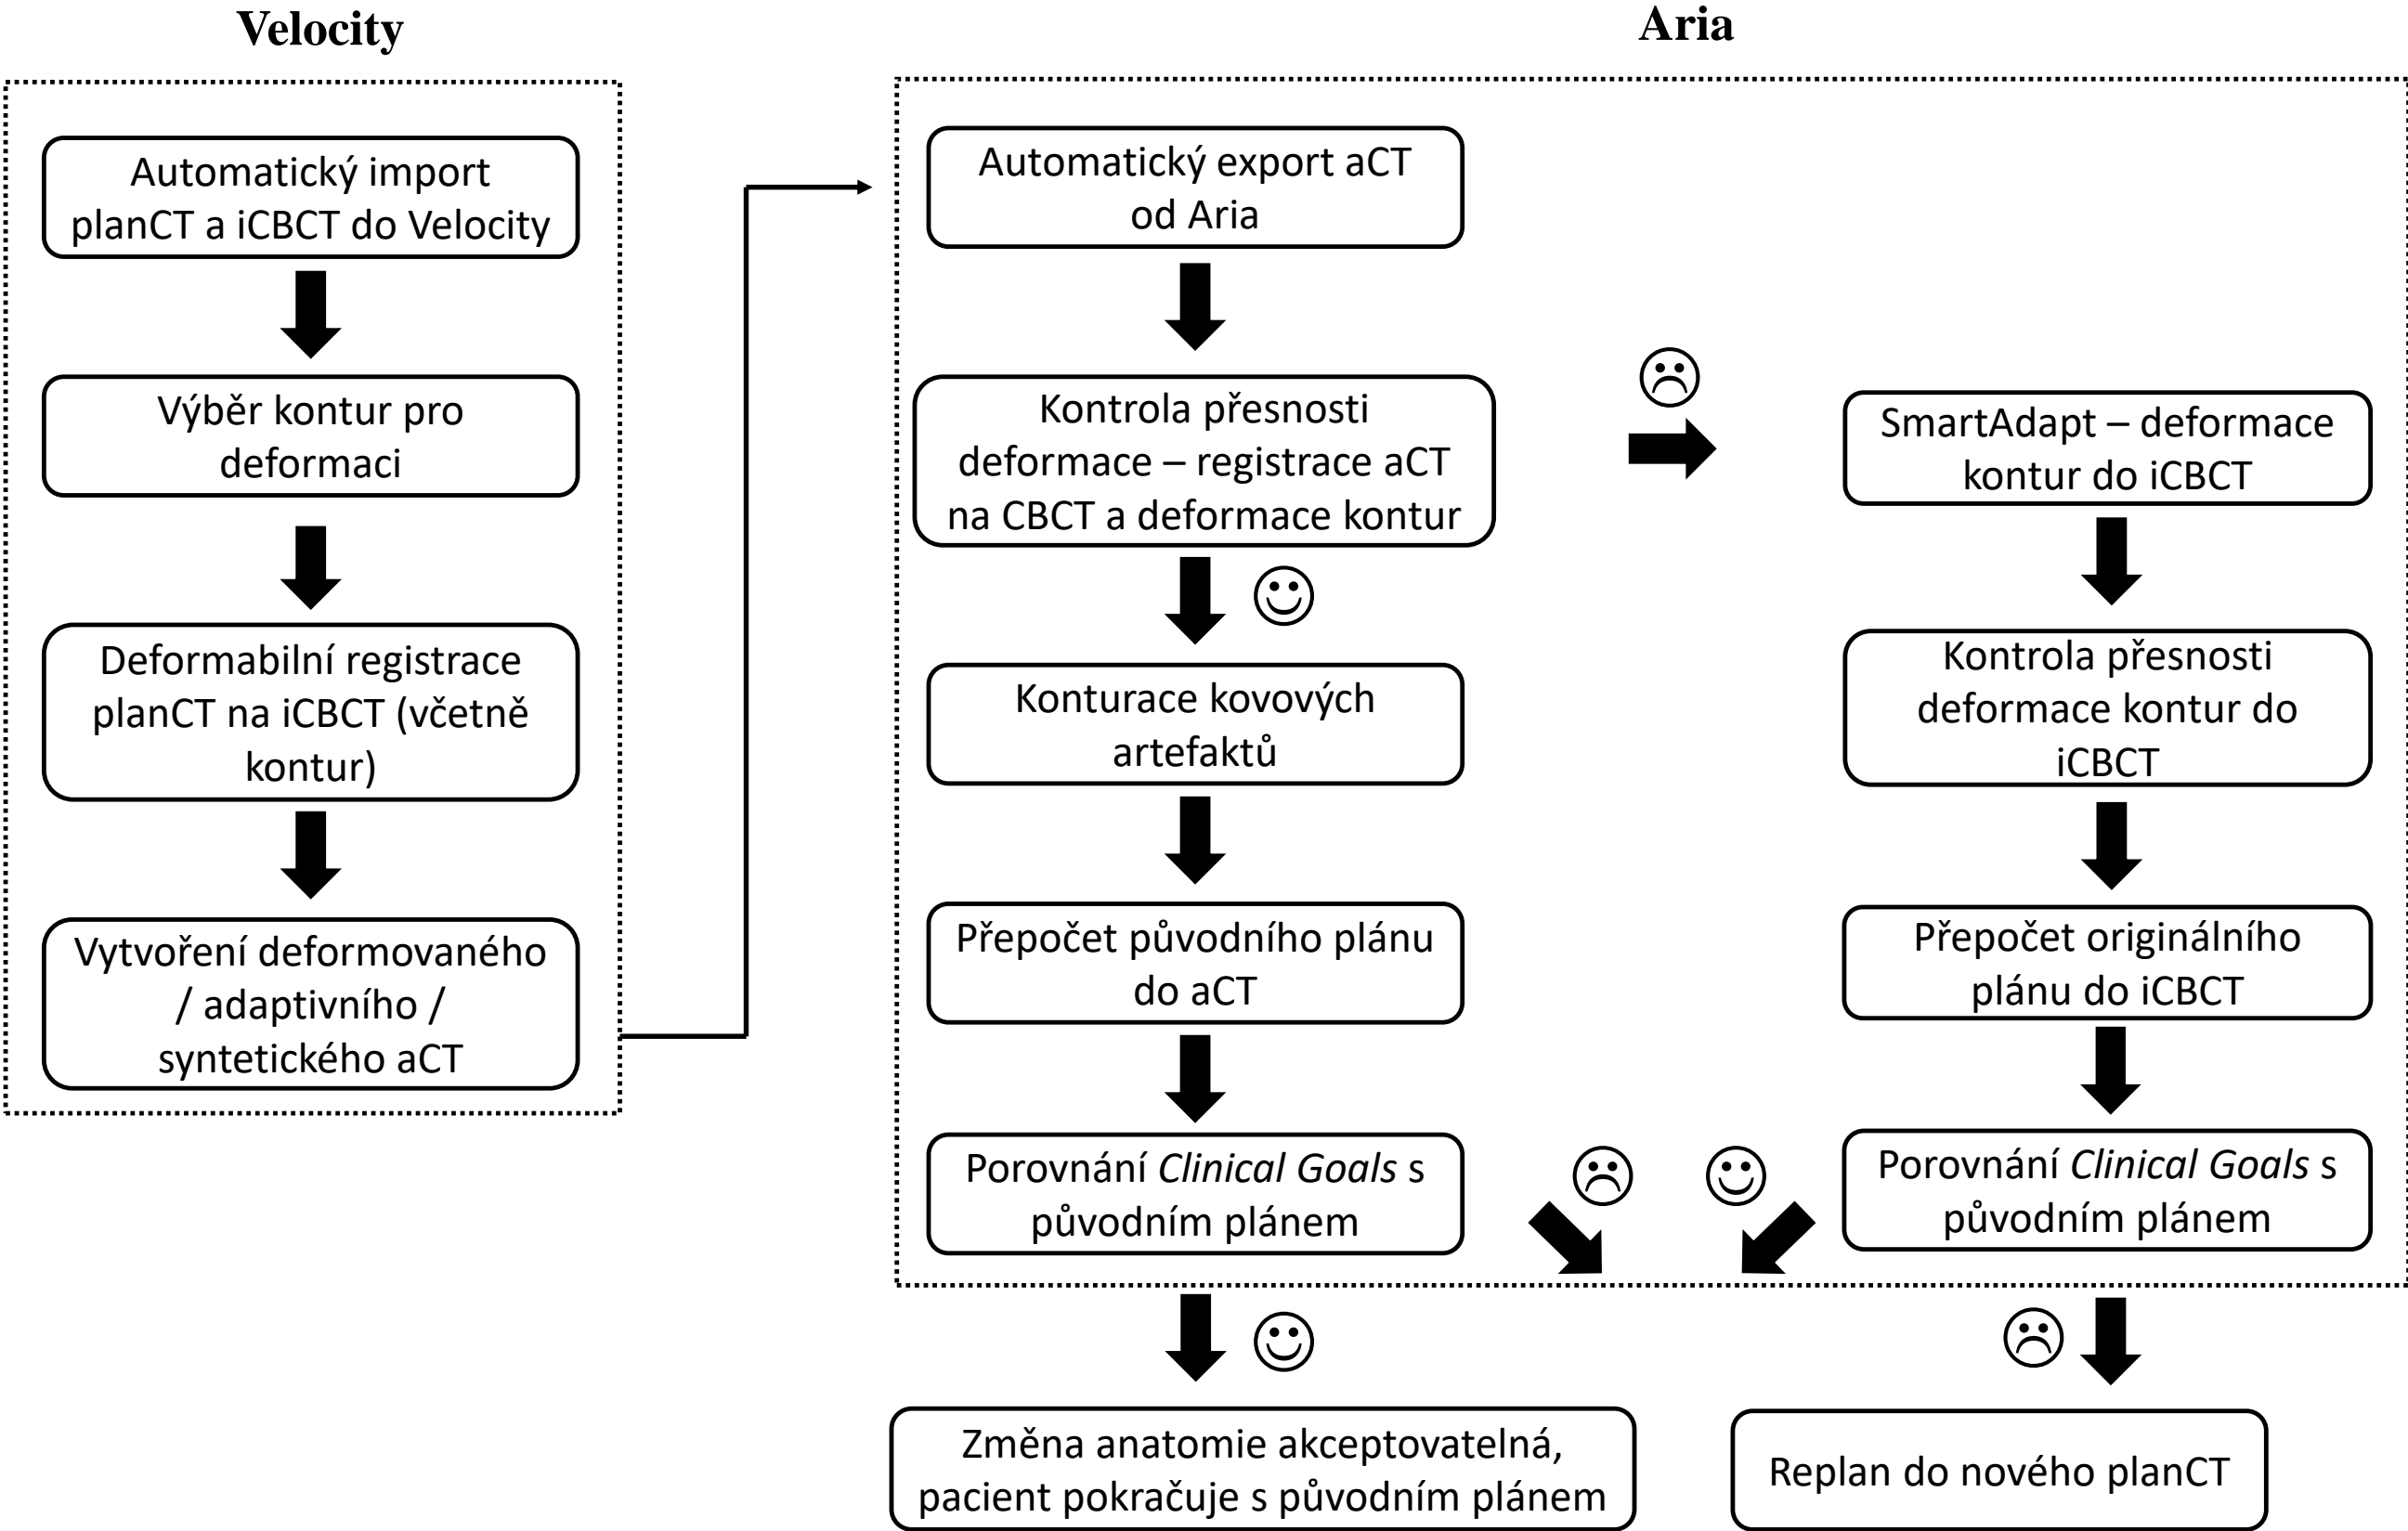 Velocity
Automatický import
planCT a iCBCT do Velocity
Výběr kontur pro
deformaci
Deformabilní registrace
planCT na iCBCT (včetně
kontur)
Vytvoření deformovaného
/ adaptivního /
syntetického aCT
Aria
Automatický export aCT
od Aria
Kontrola přesnosti
deformace – registrace aCT
na CBCT a deformace kontur
Konturace kovových
artefaktů
Přepočet původního plánu
do aCT
Porovnání Clinical Goals s
původním plánem
SmartAdapt – deformace
kontur do iCBCT
Kontrola přesnosti
deformace kontur do
iCBCT
Přepočet originálního
plánu do iCBCT
Porovnání Clinical Goals s
původním plánem
Změna anatomie akceptovatelná,
pacient pokračuje s původním plánem
Replan do nového planCT